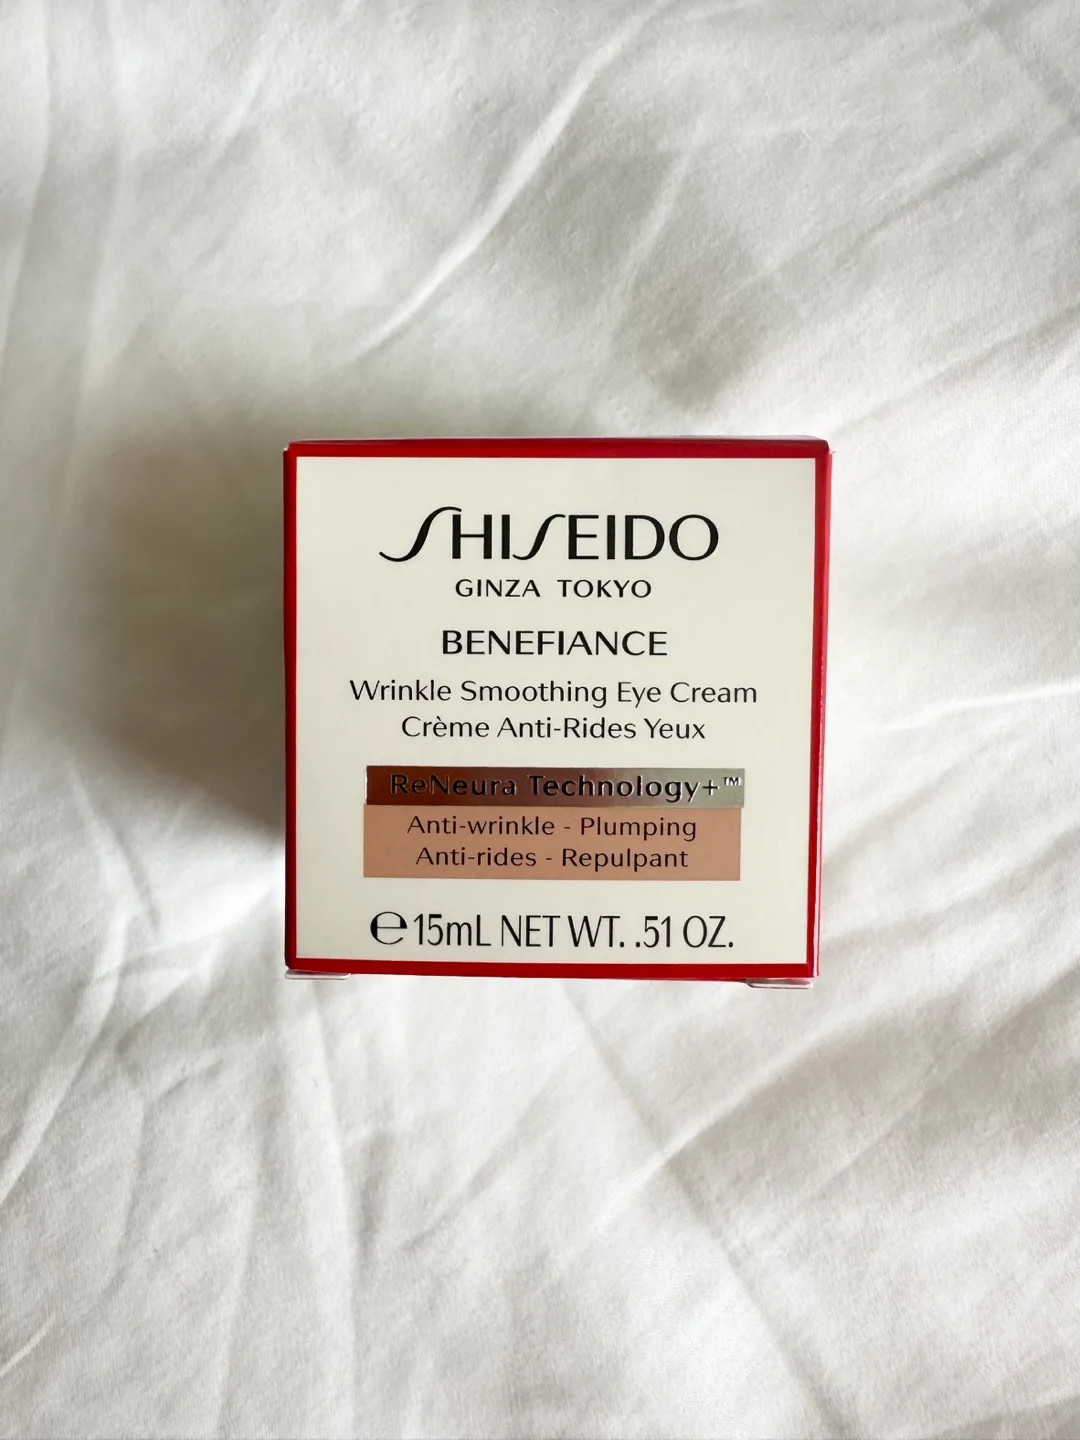 SHISEIDO
GINZA TOKYO
BENEFIANCE
Wrinkle Smoothing Eye Cream
Crème Anti-Rides Yeux
ReNeura Technology+™
Anti-wrinkle - Plumping
Anti-rides - Repulpant
℮15mL NET WT. .51 OZ.